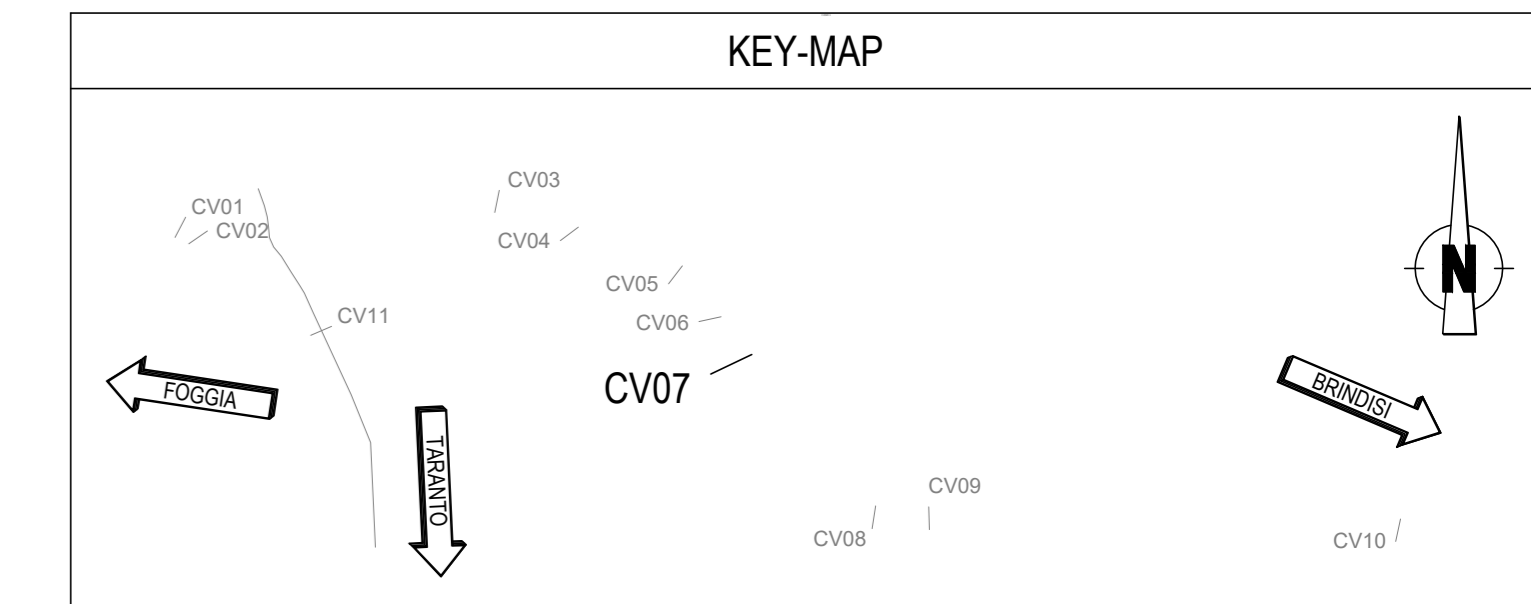 KEY-MAP
CV03
CV01
CV02
CV04
CV05
CV11
CV06
N
FOGGIA
CV07
BRINDISI
TARANTO
CV09
CV08
CV10